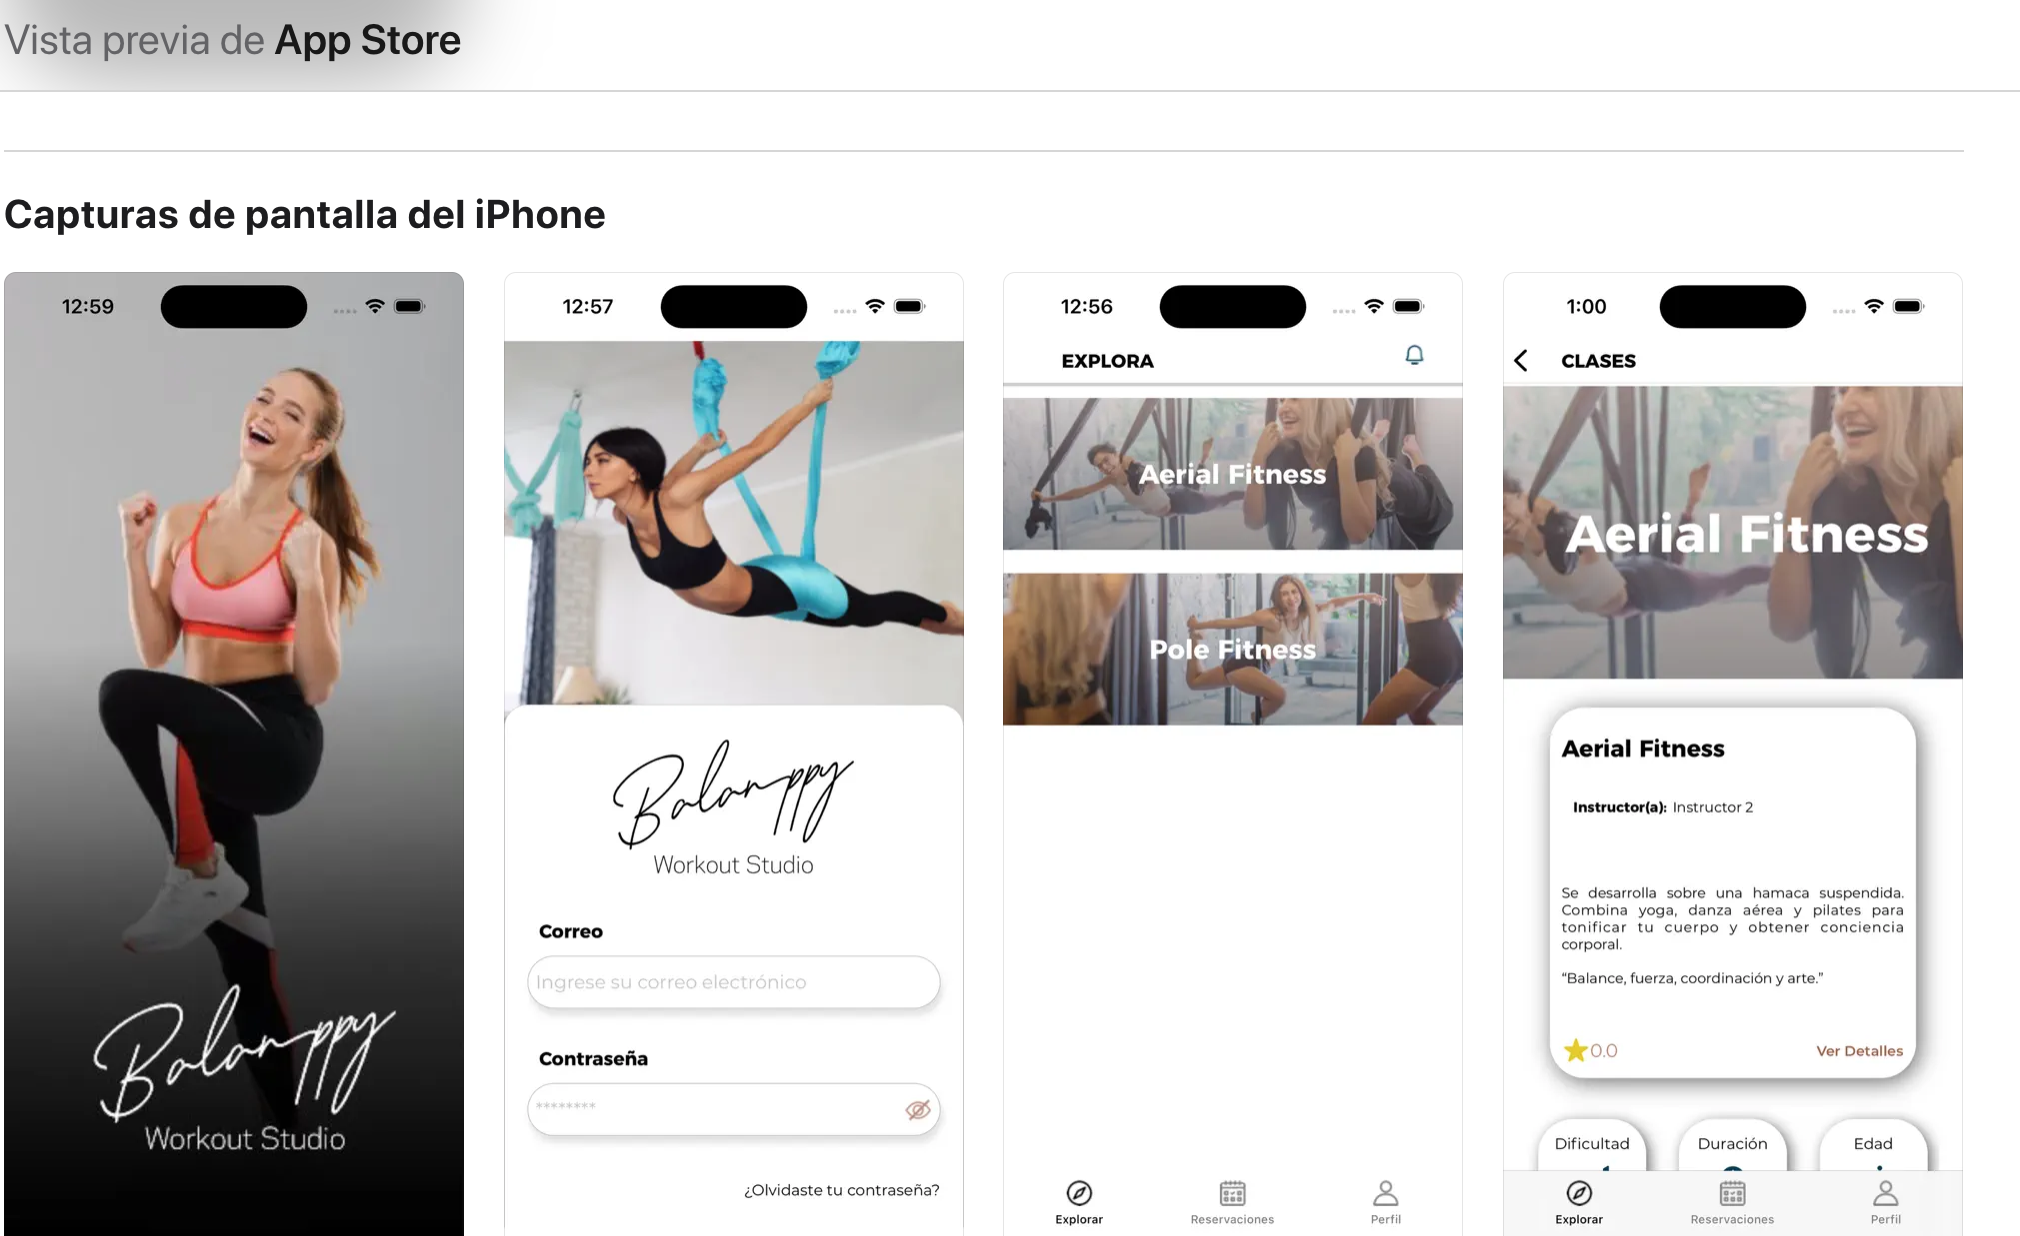 Vista previa de App Store
Capturas de pantalla del iPhone
12:59
Balanppy
Workout Studio
12:57
Balanppy
Workout Studio
Correo
Ingrese su correo electrónico
Contraseña
********
¿Olvidaste tu contraseña?
12:56
EXPLORA
Aerial Fitness
Pole Fitness
Explorar
Reservaciones
Perfil
1:00
CLASES
Aerial Fitness
Aerial Fitness
Instructor(a): Instructor 2
Se desarrolla sobre una hamaca suspendida.
Combina yoga, danza aérea y pilates para
tonificar tu cuerpo y obtener conciencia
corporal.
“Balance, fuerza, coordinación y arte.”
0.0
Ver Detalles
Dificultad
Duración
Edad
Explorar
Reservaciones
Perfil